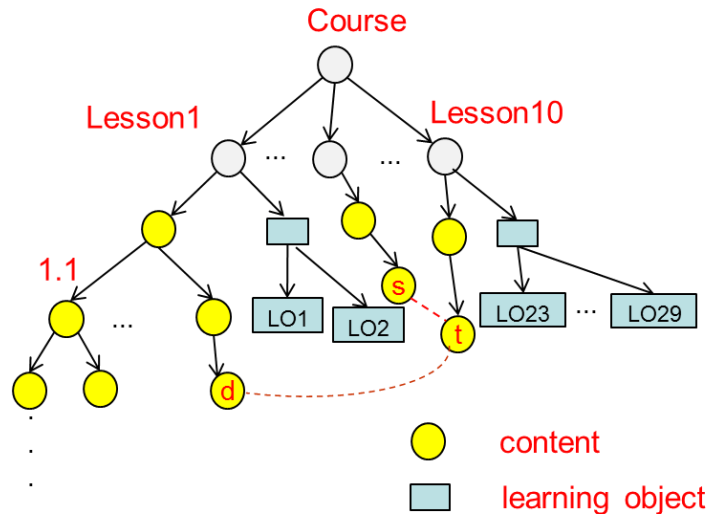 Course
Lesson1
Lesson10
...
...
1.1
s
...
LO1
LO2
t
LO23
...
LO29
d
.
.
.
content
learning object